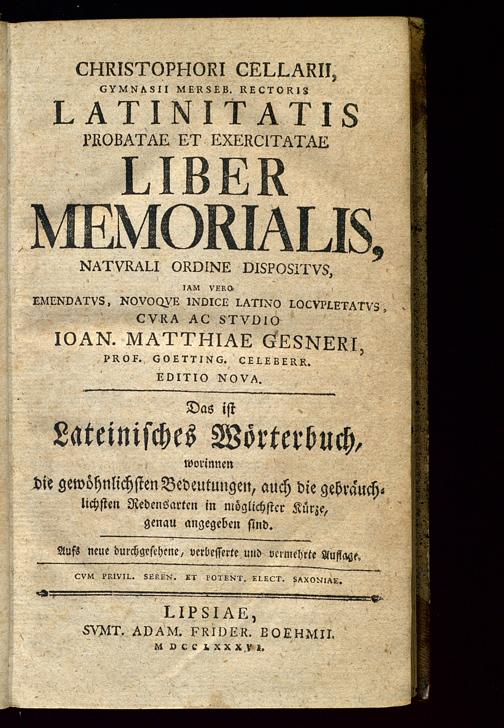 CHRISTOPHORI CELLARII,
GYMNASII MERSEB. RECTORIS
LATINITATIS
PROBATAE ET EXERCITATAE
LIBER
MEMORIALIS,
NATVRALI ORDINE DISPOSITVS,
IAM VERO
EMENDATVS, NOVOQVE INDICE LATINO LOCVPLETATVS,
CVRA AC STVDIO
IOAN. MATTHIAE GESNERI,
PROF. GOETTING. CELEBERR.
EDITIO NOVA.
Das ist
Lateinisches Wörterbuch,
worinnen
die gewöhnlichsten Bedeutungen, auch die gebräuch-
lichsten Redensarten in möglichster Kürze,
genau angegeben sind.
Aufs neue durchgesehene, verbesserte und vermehrte Auflage.
CVM PRIVIL. SEREN. ET POTENT. ELECT. SAXONIAE.
LIPSIAE,
SVMT. ADAM. FRIDER. BOEHMII.
MDCCLXXXVI.